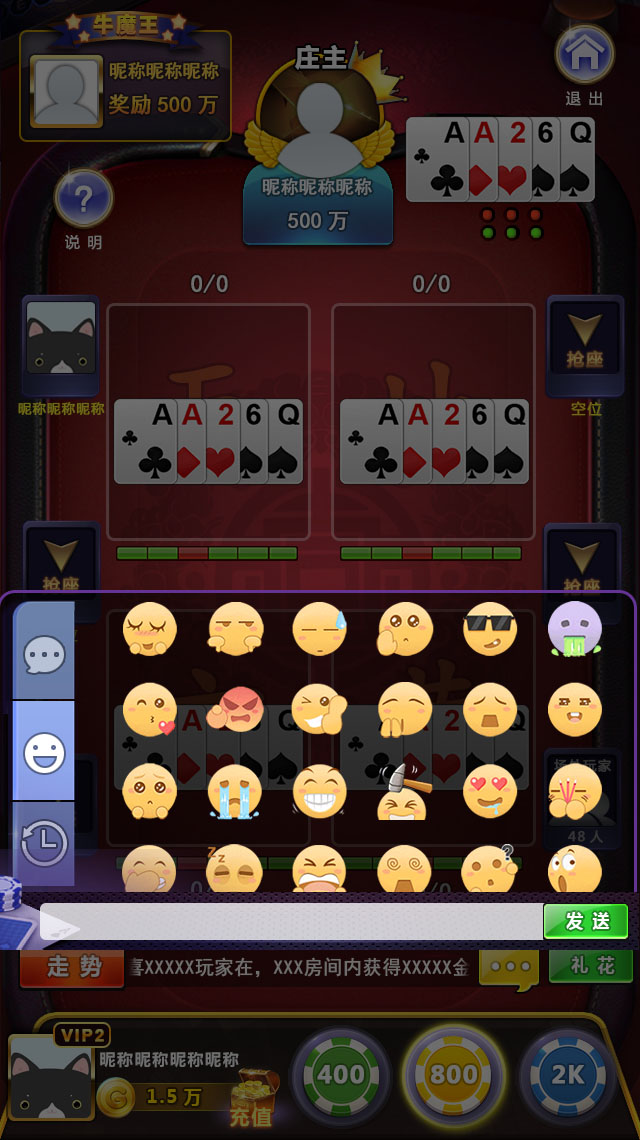 牛魔王
昵称昵称昵称
奖励 500 万
庄主
昵称昵称昵称
500 万
A A 2 6 Q
退 出
?
说 明
0/0
0/0
昵称昵称昵称
A A 2 6 Q
A A 2 6 Q
抢座
空位
抢座
抢座
A
2
A
2
场外玩家
48 人
z z
?
发 送
走 势
喜XXXXX玩家在，XXX房间内获得XXXXX金
礼 花
VIP2
昵称昵称昵称昵称
G
1.5 万
充值
400
800
2K